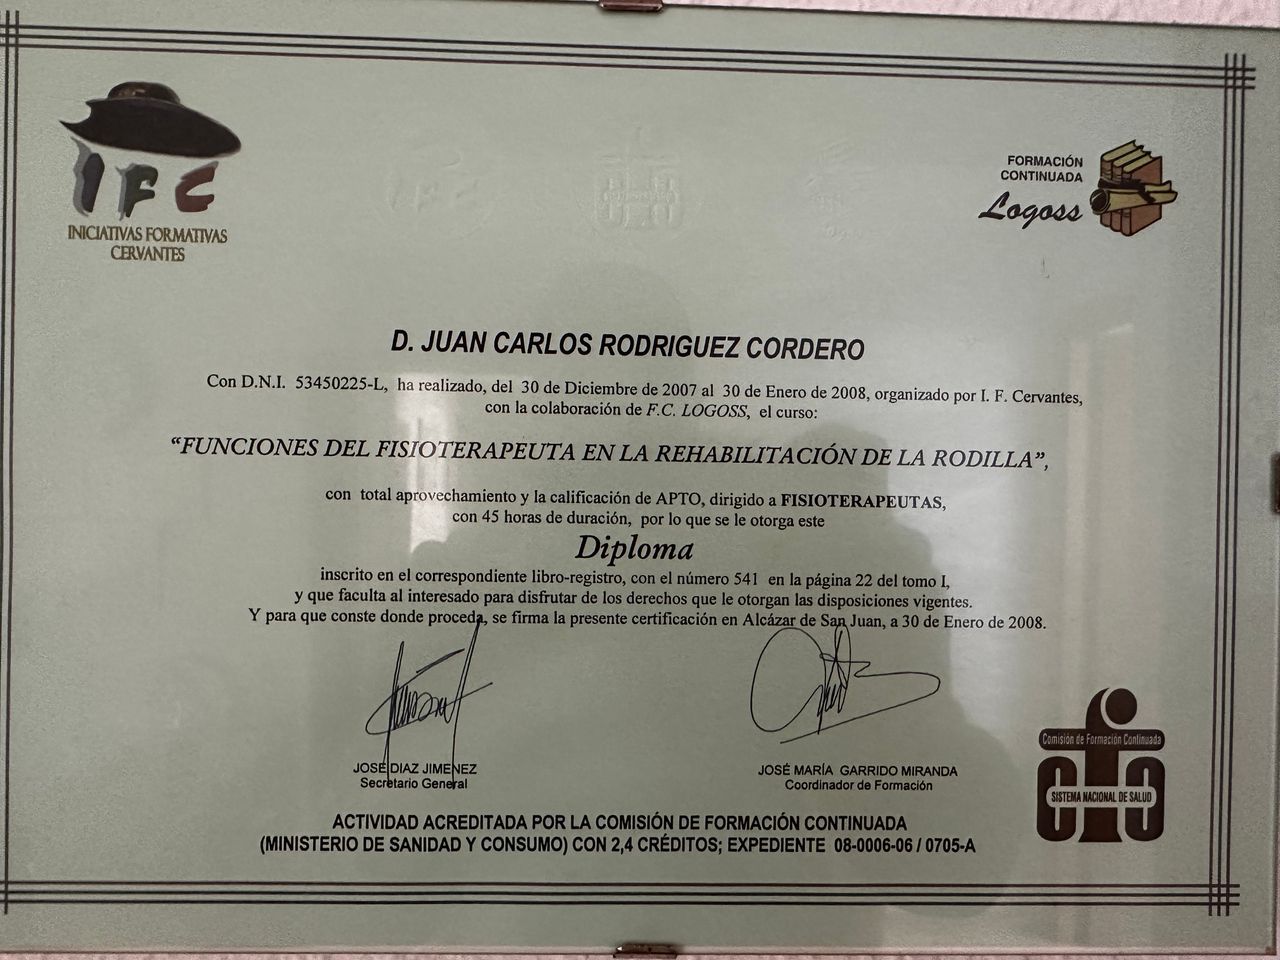 IFC
INICIATIVAS FORMATIVAS
CERVANTES
FORMACIÓN
CONTINUADA
Logoss
D. JUAN CARLOS RODRIGUEZ CORDERO
Con D.N.I. 53450225-L, ha realizado, del 30 de Diciembre de 2007 al 30 de Enero de 2008, organizado por I. F. Cervantes,
con la colaboración de F.C. LOGOSS, el curso:
“FUNCIONES DEL FISIOTERAPEUTA EN LA REHABILITACIÓN DE LA RODILLA”,
con total aprovechamiento y la calificación de APTO, dirigido a FISIOTERAPEUTAS,
con 45 horas de duración, por lo que se le otorga este
Diploma
inscrito en el correspondiente libro-registro, con el número 541 en la página 22 del tomo I,
y que faculta al interesado para disfrutar de los derechos que le otorgan las disposiciones vigentes.
Y para que conste donde proceda, se firma la presente certificación en Alcázar de San Juan, a 30 de Enero de 2008.
JOSE DIAZ JIMENEZ
Secretario General
JOSÉ MARÍA GARRIDO MIRANDA
Coordinador de Formación
Comisión de Formación Continuada
SISTEMA NACIONAL DE SALUD
ACTIVIDAD ACREDITADA POR LA COMISIÓN DE FORMACIÓN CONTINUADA
(MINISTERIO DE SANIDAD Y CONSUMO) CON 2,4 CRÉDITOS; EXPEDIENTE 08-0006-06 / 0705-A